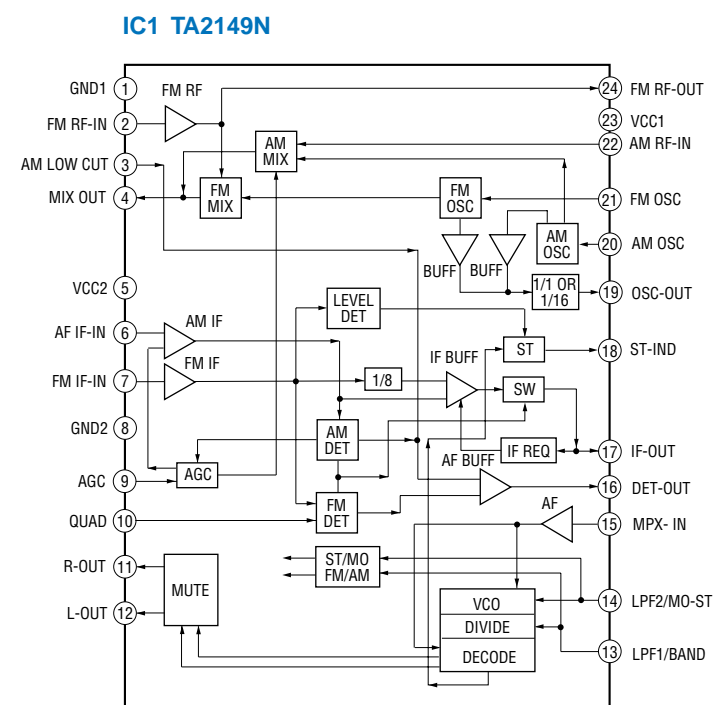 IC1 TA2149N
GND1 1
FM RF-IN 2
AM LOW CUT 3
MIX OUT 4
VCC2 5
AF IF-IN 6
FM IF-IN 7
GND2 8
AGC 9
QUAD 10
R-OUT 11
L-OUT 12
FM RF
AM
MIX
FM
MIX
FM
OSC
AM
OSC
BUFF
BUFF
1/1 OR
1/16
LEVEL
DET
AM IF
FM IF
ST
IF BUFF
1/8
SW
AM
DET
IF REQ
AF BUFF
AGC
FM
DET
AF
MUTE
ST/MO
FM/AM
VCO
DIVIDE
DECODE
24 FM RF-OUT
23 VCC1
22 AM RF-IN
21 FM OSC
20 AM OSC
19 OSC-OUT
18 ST-IND
17 IF-OUT
16 DET-OUT
15 MPX- IN
14 LPF2/MO-ST
13 LPF1/BAND